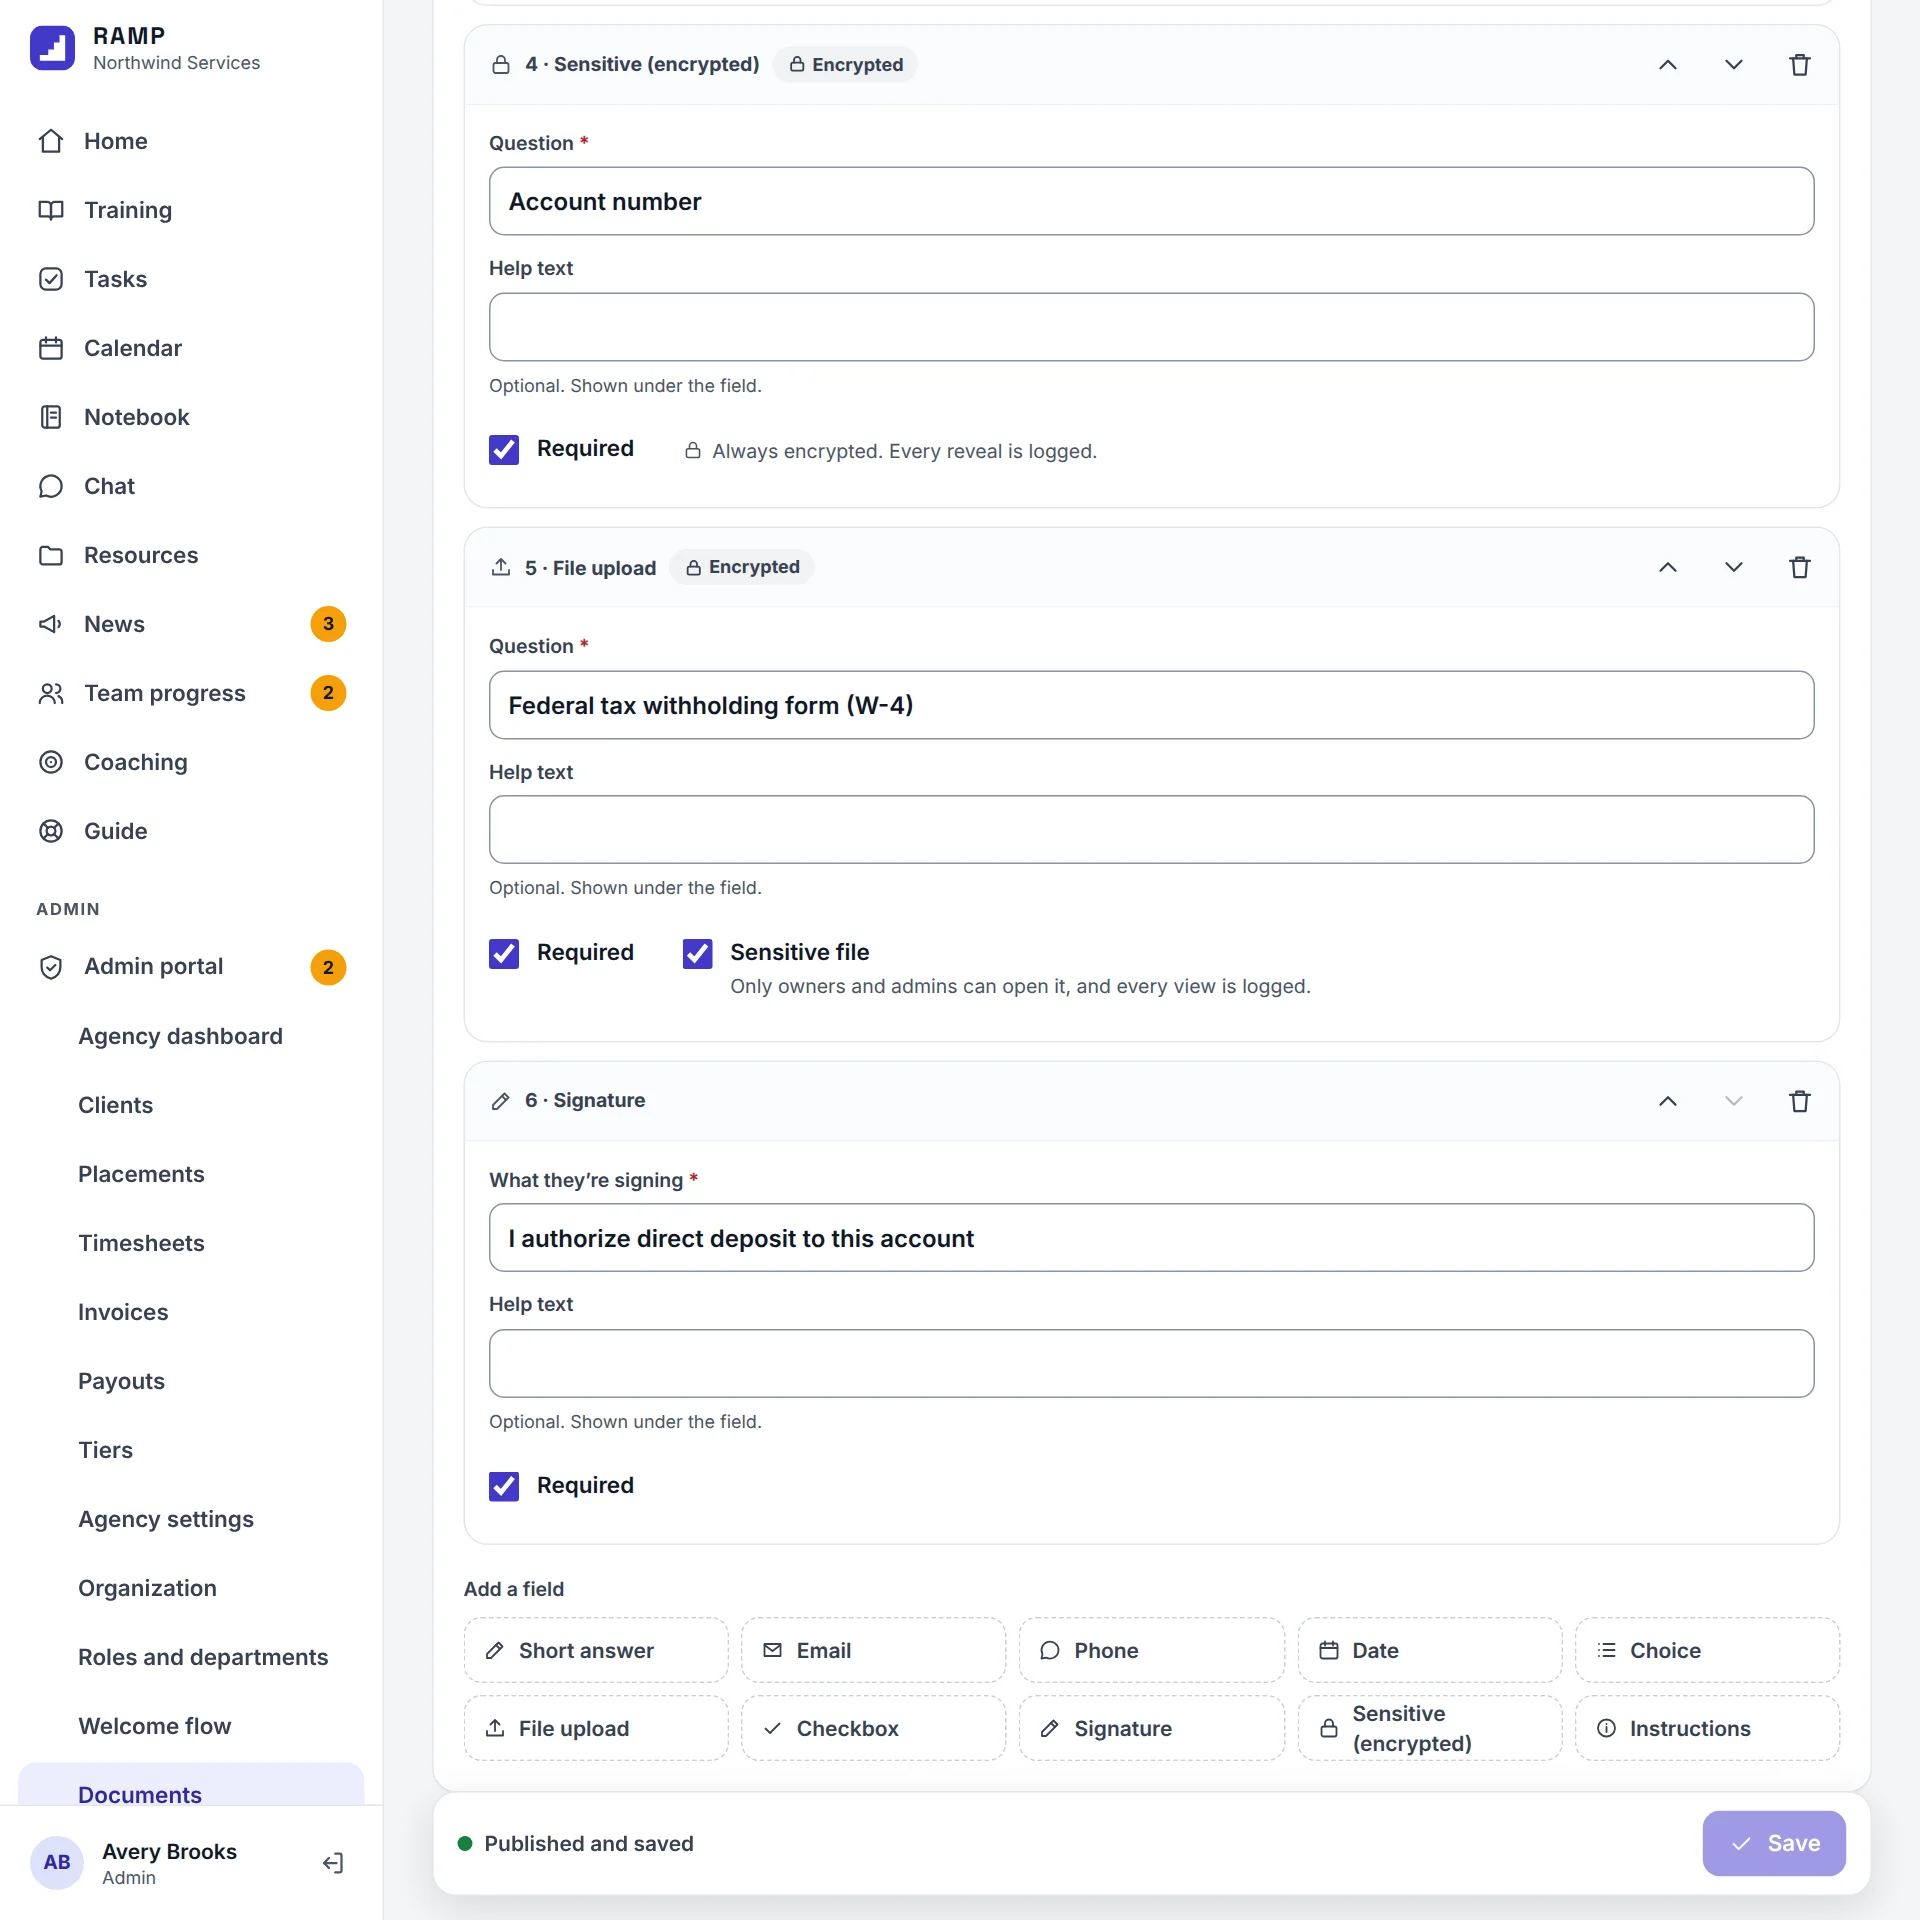 RAMP
Northwind Services
Home
Training
Tasks
Calendar
Notebook
Chat
Resources
News 3
Team progress 2
Coaching
Guide
ADMIN
Admin portal 2
Agency dashboard
Clients
Placements
Timesheets
Invoices
Payouts
Tiers
Agency settings
Organization
Roles and departments
Welcome flow
Documents
AB
Avery Brooks
Admin
4 · Sensitive (encrypted) Encrypted
Question *
Account number
Help text
Optional. Shown under the field.
Required Always encrypted. Every reveal is logged.
5 · File upload Encrypted
Question *
Federal tax withholding form (W-4)
Help text
Optional. Shown under the field.
Required Sensitive file
Only owners and admins can open it, and every view is logged.
6 · Signature
What they’re signing *
I authorize direct deposit to this account
Help text
Optional. Shown under the field.
Required
Add a field
Short answer Email Phone Date Choice
File upload Checkbox Signature Sensitive (encrypted) Instructions
Published and saved Save